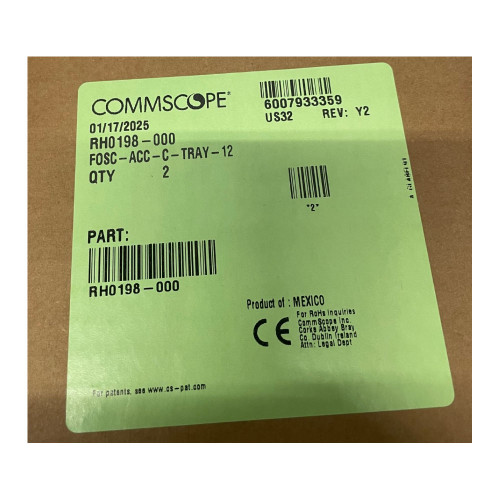 COMMSCOPE®
6007933359
US32 REV: Y2
01/17/2025
RH0198-000
FOSC-ACC-C-TRAY-12
QTY 2
"2"
PART:
RH0198-000
Product of : MEXICO
CE
For RoHs Inquiries
CommScope Inc.
Corke Abbey Bray
Co. Dublin Ireland
Attn: Legal Dept
For patents, see www.cs-pat.com